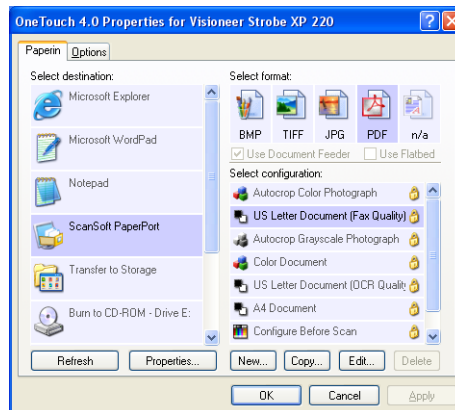 OneTouch 4.0 Properties for Visioneer Strobe XP 220
Paperin
Options
Select destination:
Microsoft Explorer
Microsoft WordPad
Notepad
ScanSoft PaperPort
Transfer to Storage
Burn to CD-ROM - Drive E:
Refresh
Properties...
Select format:
BMP TIFF JPG PDF n/a
Use Document Feeder
Use Flatbed
Select configuration:
Autocrop Color Photograph
US Letter Document (Fax Quality)
Autocrop Grayscale Photograph
Color Document
US Letter Document (OCR Qualit
A4 Document
Configure Before Scan
New... Copy... Edit... Delete
OK Cancel Apply